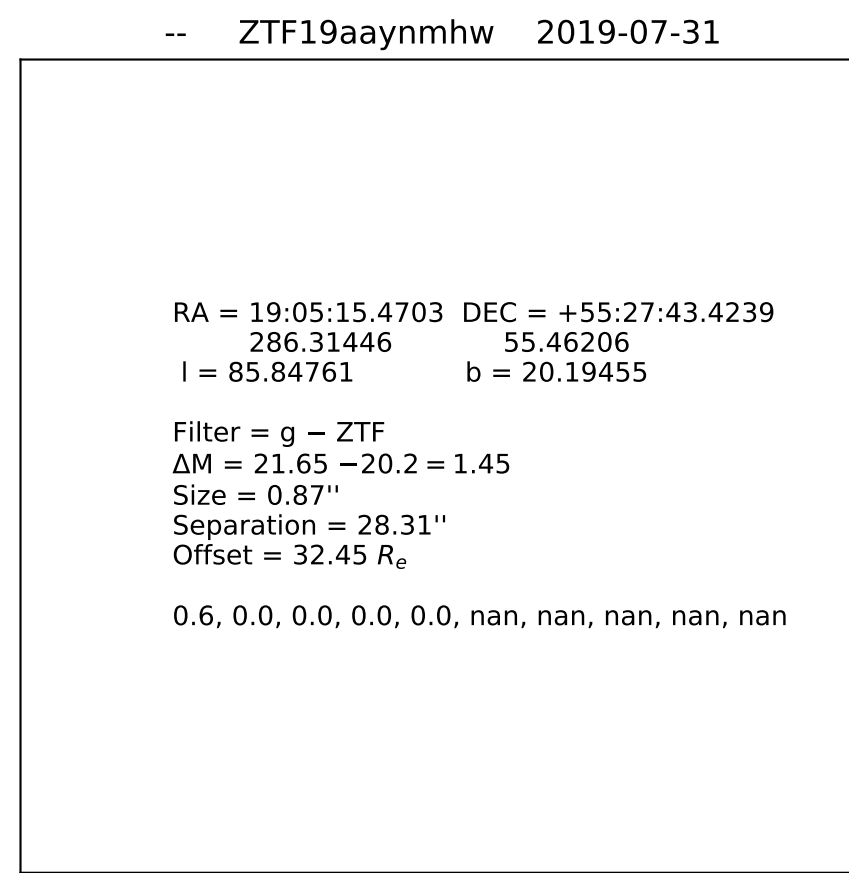 -- ZTF19aaynmhw 2019-07-31
RA = 19:05:15.4703 DEC = +55:27:43.4239
286.31446 55.46206
l = 85.84761 b = 20.19455
Filter = g − ZTF
ΔM = 21.65 −20.2 = 1.45
Size = 0.87''
Separation = 28.31''
Offset = 32.45 Rₑ
0.6, 0.0, 0.0, 0.0, 0.0, nan, nan, nan, nan, nan